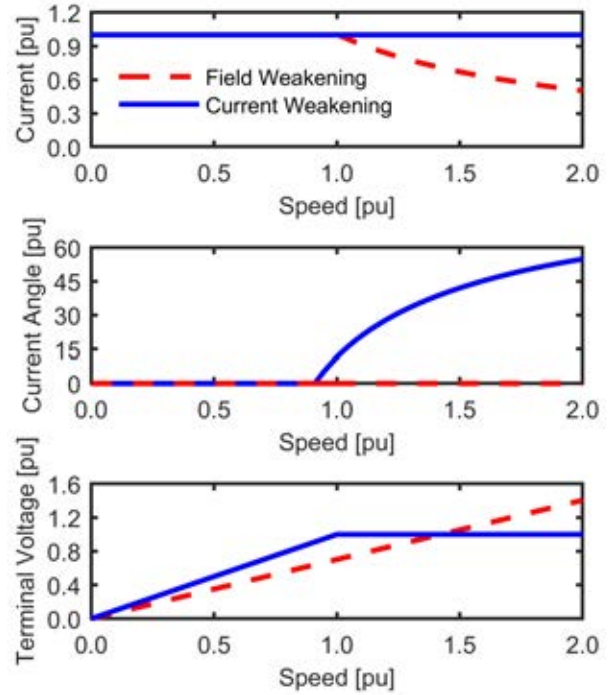 Current [pu]
1.2
0.9
0.6
0.3
0.0
Field Weakening
Current Weakening
0.0 0.5 1.0 1.5 2.0
Speed [pu]
Current Angle [pu]
60
45
30
15
0
0.0 0.5 1.0 1.5 2.0
Speed [pu]
Terminal Voltage [pu]
1.6
1.2
0.8
0.4
0.0
0.0 0.5 1.0 1.5 2.0
Speed [pu]